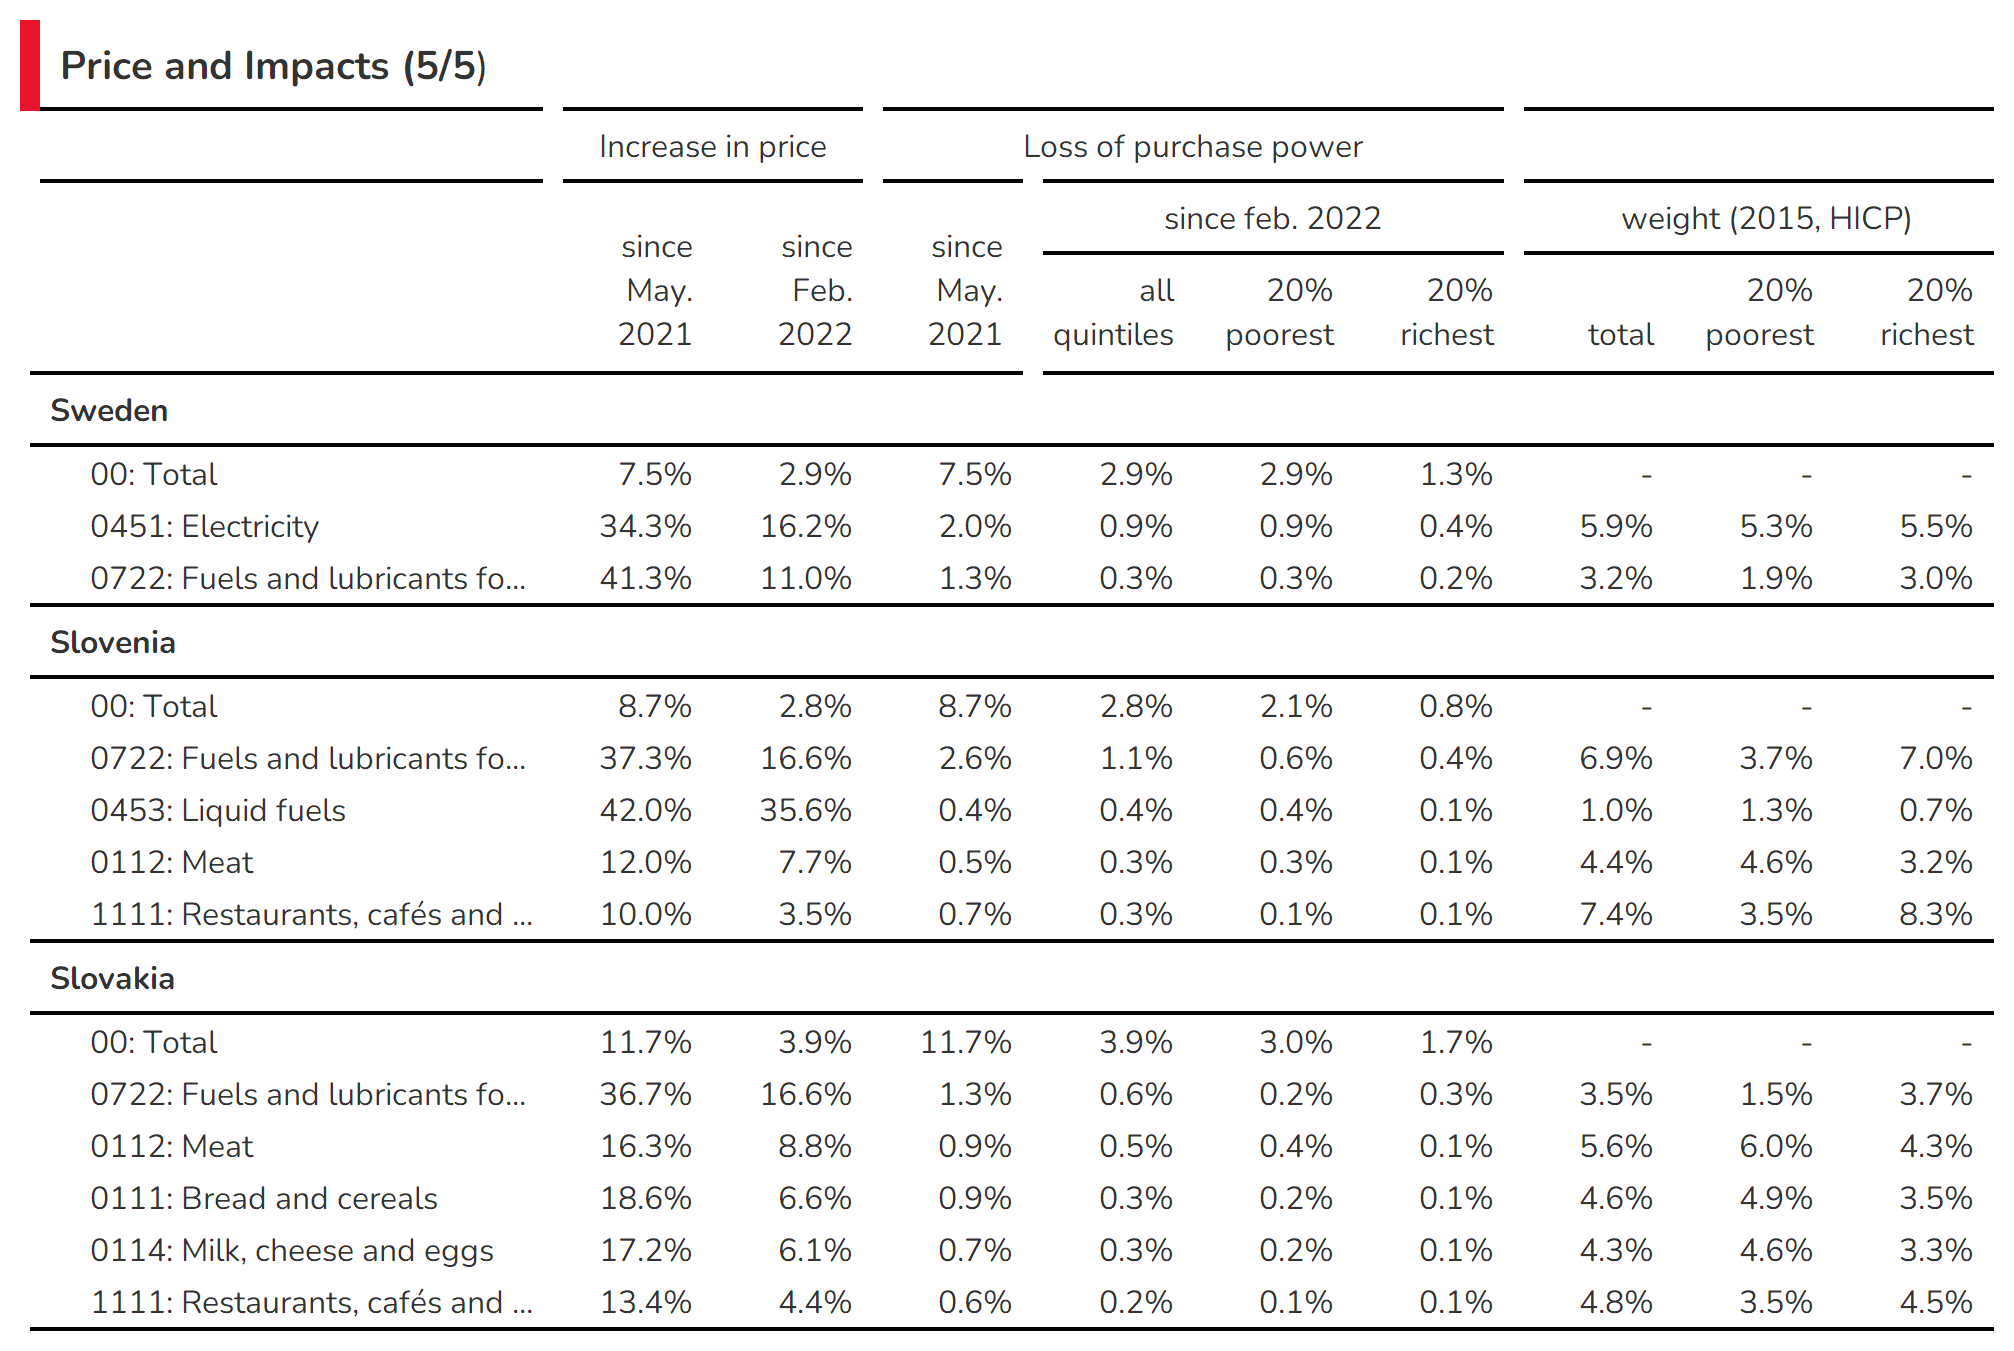 Price and Impacts (5/5)
Increase in price Loss of purchase power
since feb. 2022 weight (2015, HICP)
since since since
May. Feb. May. all 20% 20% 20% 20%
2021 2022 2021 quintiles poorest richest total poorest richest
Sweden
00: Total 7.5% 2.9% 7.5% 2.9% 2.9% 1.3% - - -
0451: Electricity 34.3% 16.2% 2.0% 0.9% 0.9% 0.4% 5.9% 5.3% 5.5%
0722: Fuels and lubricants fo... 41.3% 11.0% 1.3% 0.3% 0.3% 0.2% 3.2% 1.9% 3.0%
Slovenia
00: Total 8.7% 2.8% 8.7% 2.8% 2.1% 0.8% - - -
0722: Fuels and lubricants fo... 37.3% 16.6% 2.6% 1.1% 0.6% 0.4% 6.9% 3.7% 7.0%
0453: Liquid fuels 42.0% 35.6% 0.4% 0.4% 0.4% 0.1% 1.0% 1.3% 0.7%
0112: Meat 12.0% 7.7% 0.5% 0.3% 0.3% 0.1% 4.4% 4.6% 3.2%
1111: Restaurants, cafés and ... 10.0% 3.5% 0.7% 0.3% 0.1% 0.1% 7.4% 3.5% 8.3%
Slovakia
00: Total 11.7% 3.9% 11.7% 3.9% 3.0% 1.7% - - -
0722: Fuels and lubricants fo... 36.7% 16.6% 1.3% 0.6% 0.2% 0.3% 3.5% 1.5% 3.7%
0112: Meat 16.3% 8.8% 0.9% 0.5% 0.4% 0.1% 5.6% 6.0% 4.3%
0111: Bread and cereals 18.6% 6.6% 0.9% 0.3% 0.2% 0.1% 4.6% 4.9% 3.5%
0114: Milk, cheese and eggs 17.2% 6.1% 0.7% 0.3% 0.2% 0.1% 4.3% 4.6% 3.3%
1111: Restaurants, cafés and ... 13.4% 4.4% 0.6% 0.2% 0.1% 0.1% 4.8% 3.5% 4.5%